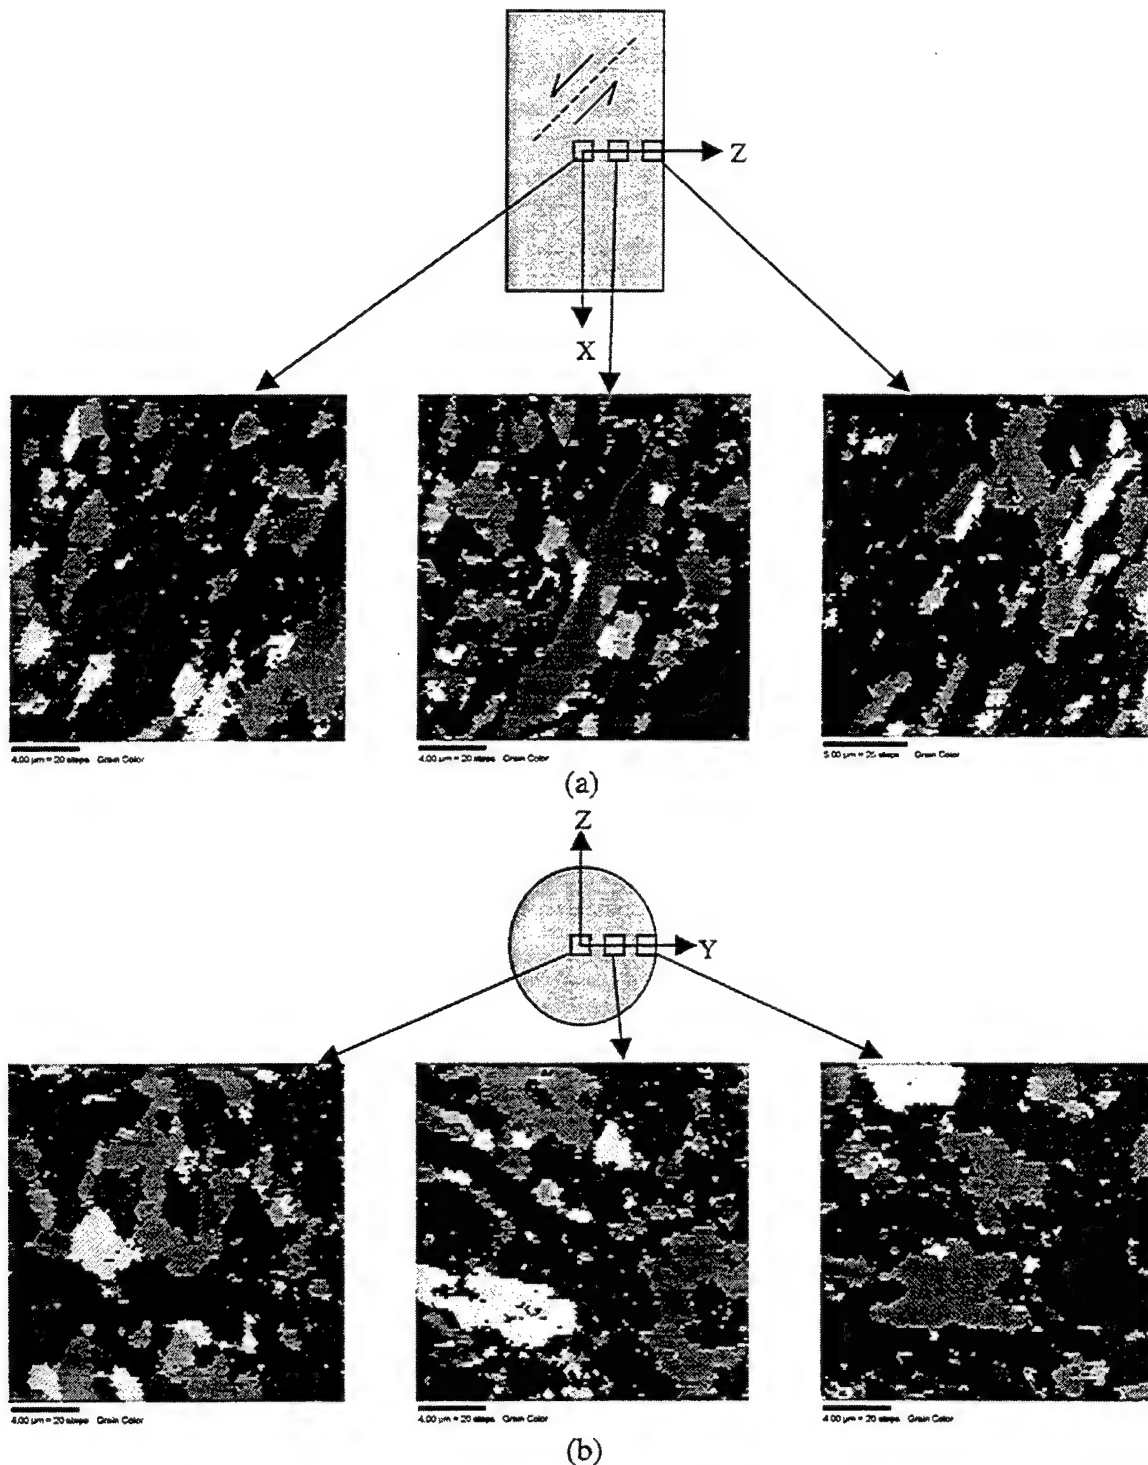 Z
X
4.00 µm = 20 steps Grain Color
4.00 µm = 20 steps Grain Color
5.00 µm = 25 steps Grain Color
(a)
Z
Y
4.00 µm = 20 steps Grain Color
4.00 µm = 20 steps Grain Color
4.00 µm = 20 steps Grain Color
(b)